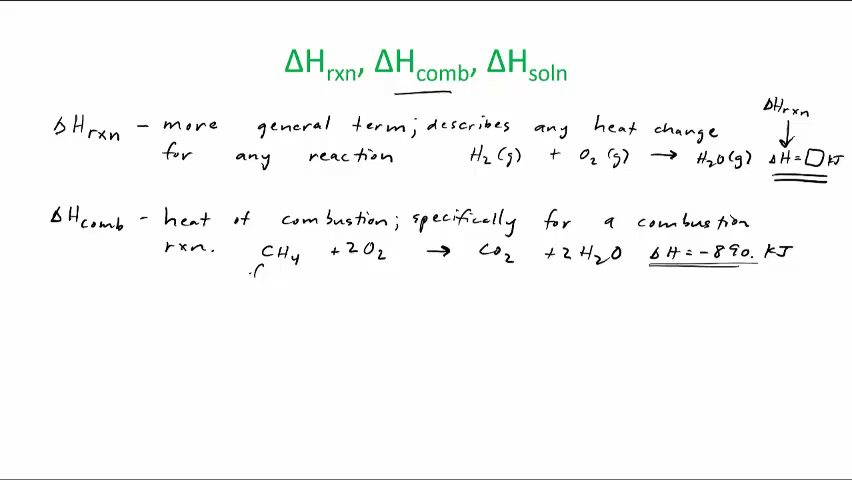 ΔHrxn, ΔHcomb, ΔHsoln
ΔHrxn
ΔHrxn - more general term; describes any heat change
for any reaction H2(g) + O2(g) → H2O(g) ΔH = □ kJ
ΔHcomb - heat of combustion; specifically for a combustion
rxn. CH4 + 2O2 → CO2 + 2H2O ΔH = -890. kJ